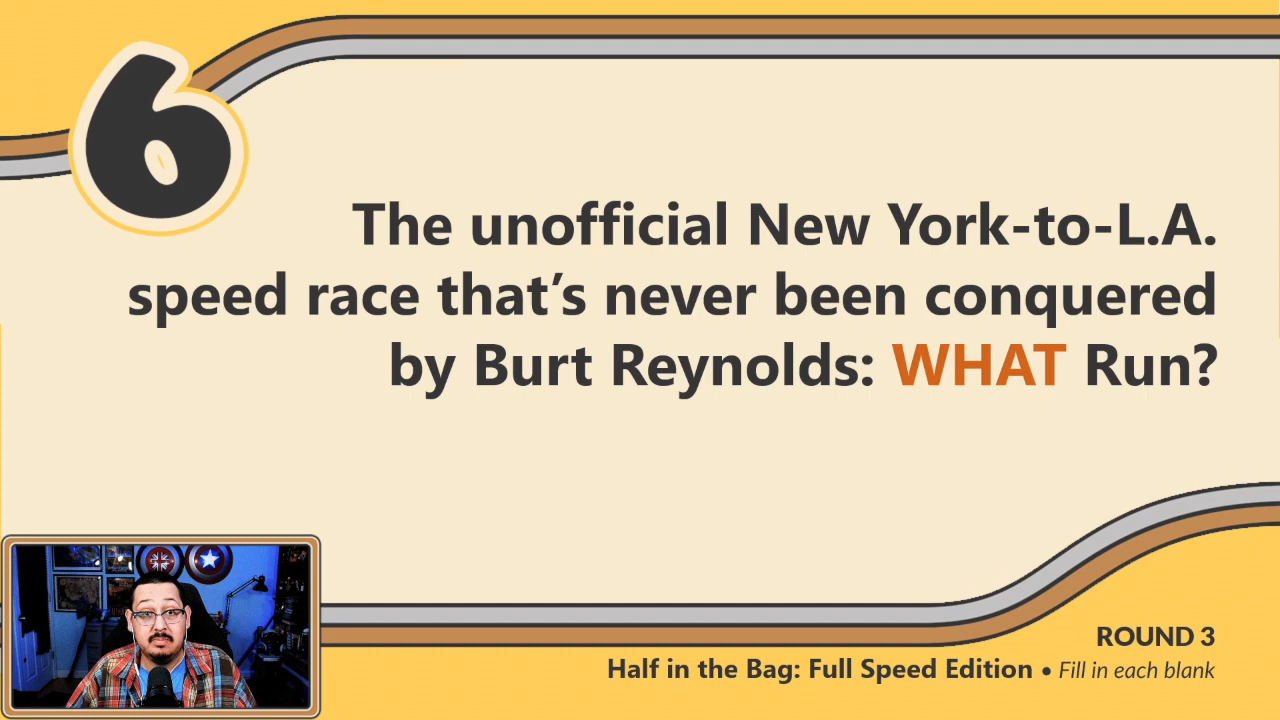 6
The unofficial New York-to-L.A.
speed race that’s never been conquered
by Burt Reynolds: WHAT Run?
ROUND 3
Half in the Bag: Full Speed Edition • Fill in each blank